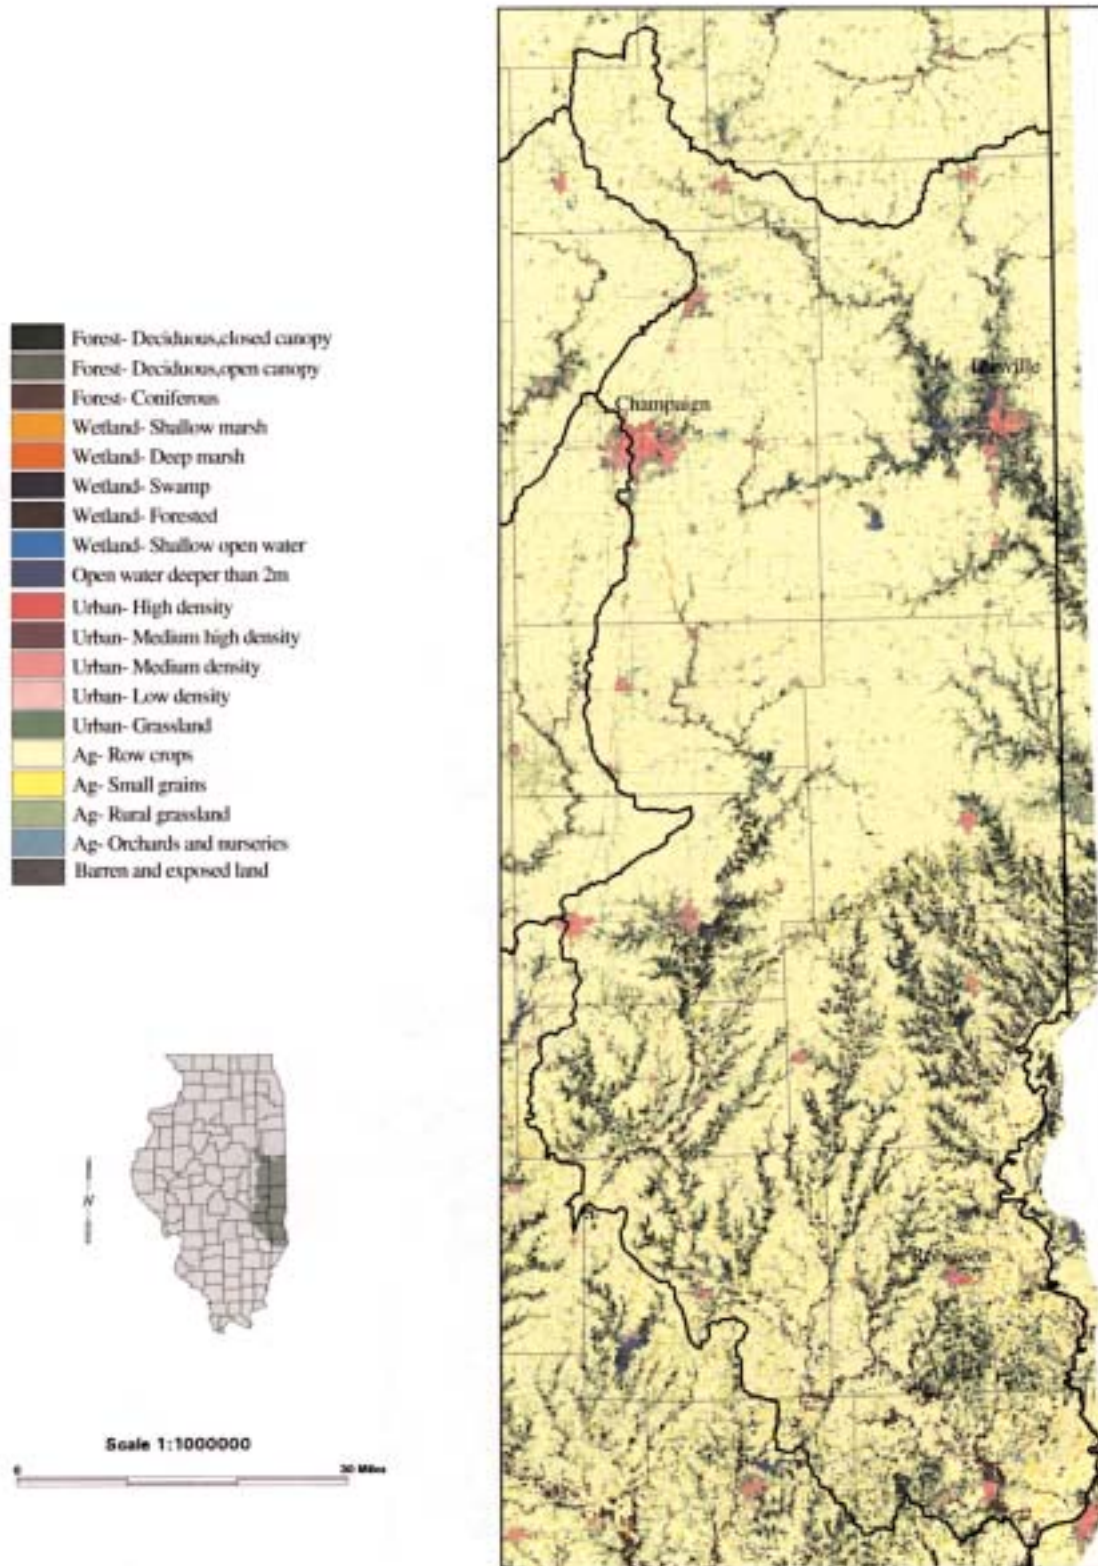 Forest- Deciduous,closed canopy
Forest- Deciduous,open canopy
Forest- Coniferous
Wetland- Shallow marsh
Wetland- Deep marsh
Wetland- Swamp
Wetland- Forested
Wetland- Shallow open water
Open water deeper than 2m
Urban- High density
Urban- Medium high density
Urban- Medium density
Urban- Low density
Urban- Grassland
Ag- Row crops
Ag- Small grains
Ag- Rural grassland
Ag- Orchards and nurseries
Barren and exposed land
Champaign
N
Scale 1:1000000
0 30 Miles